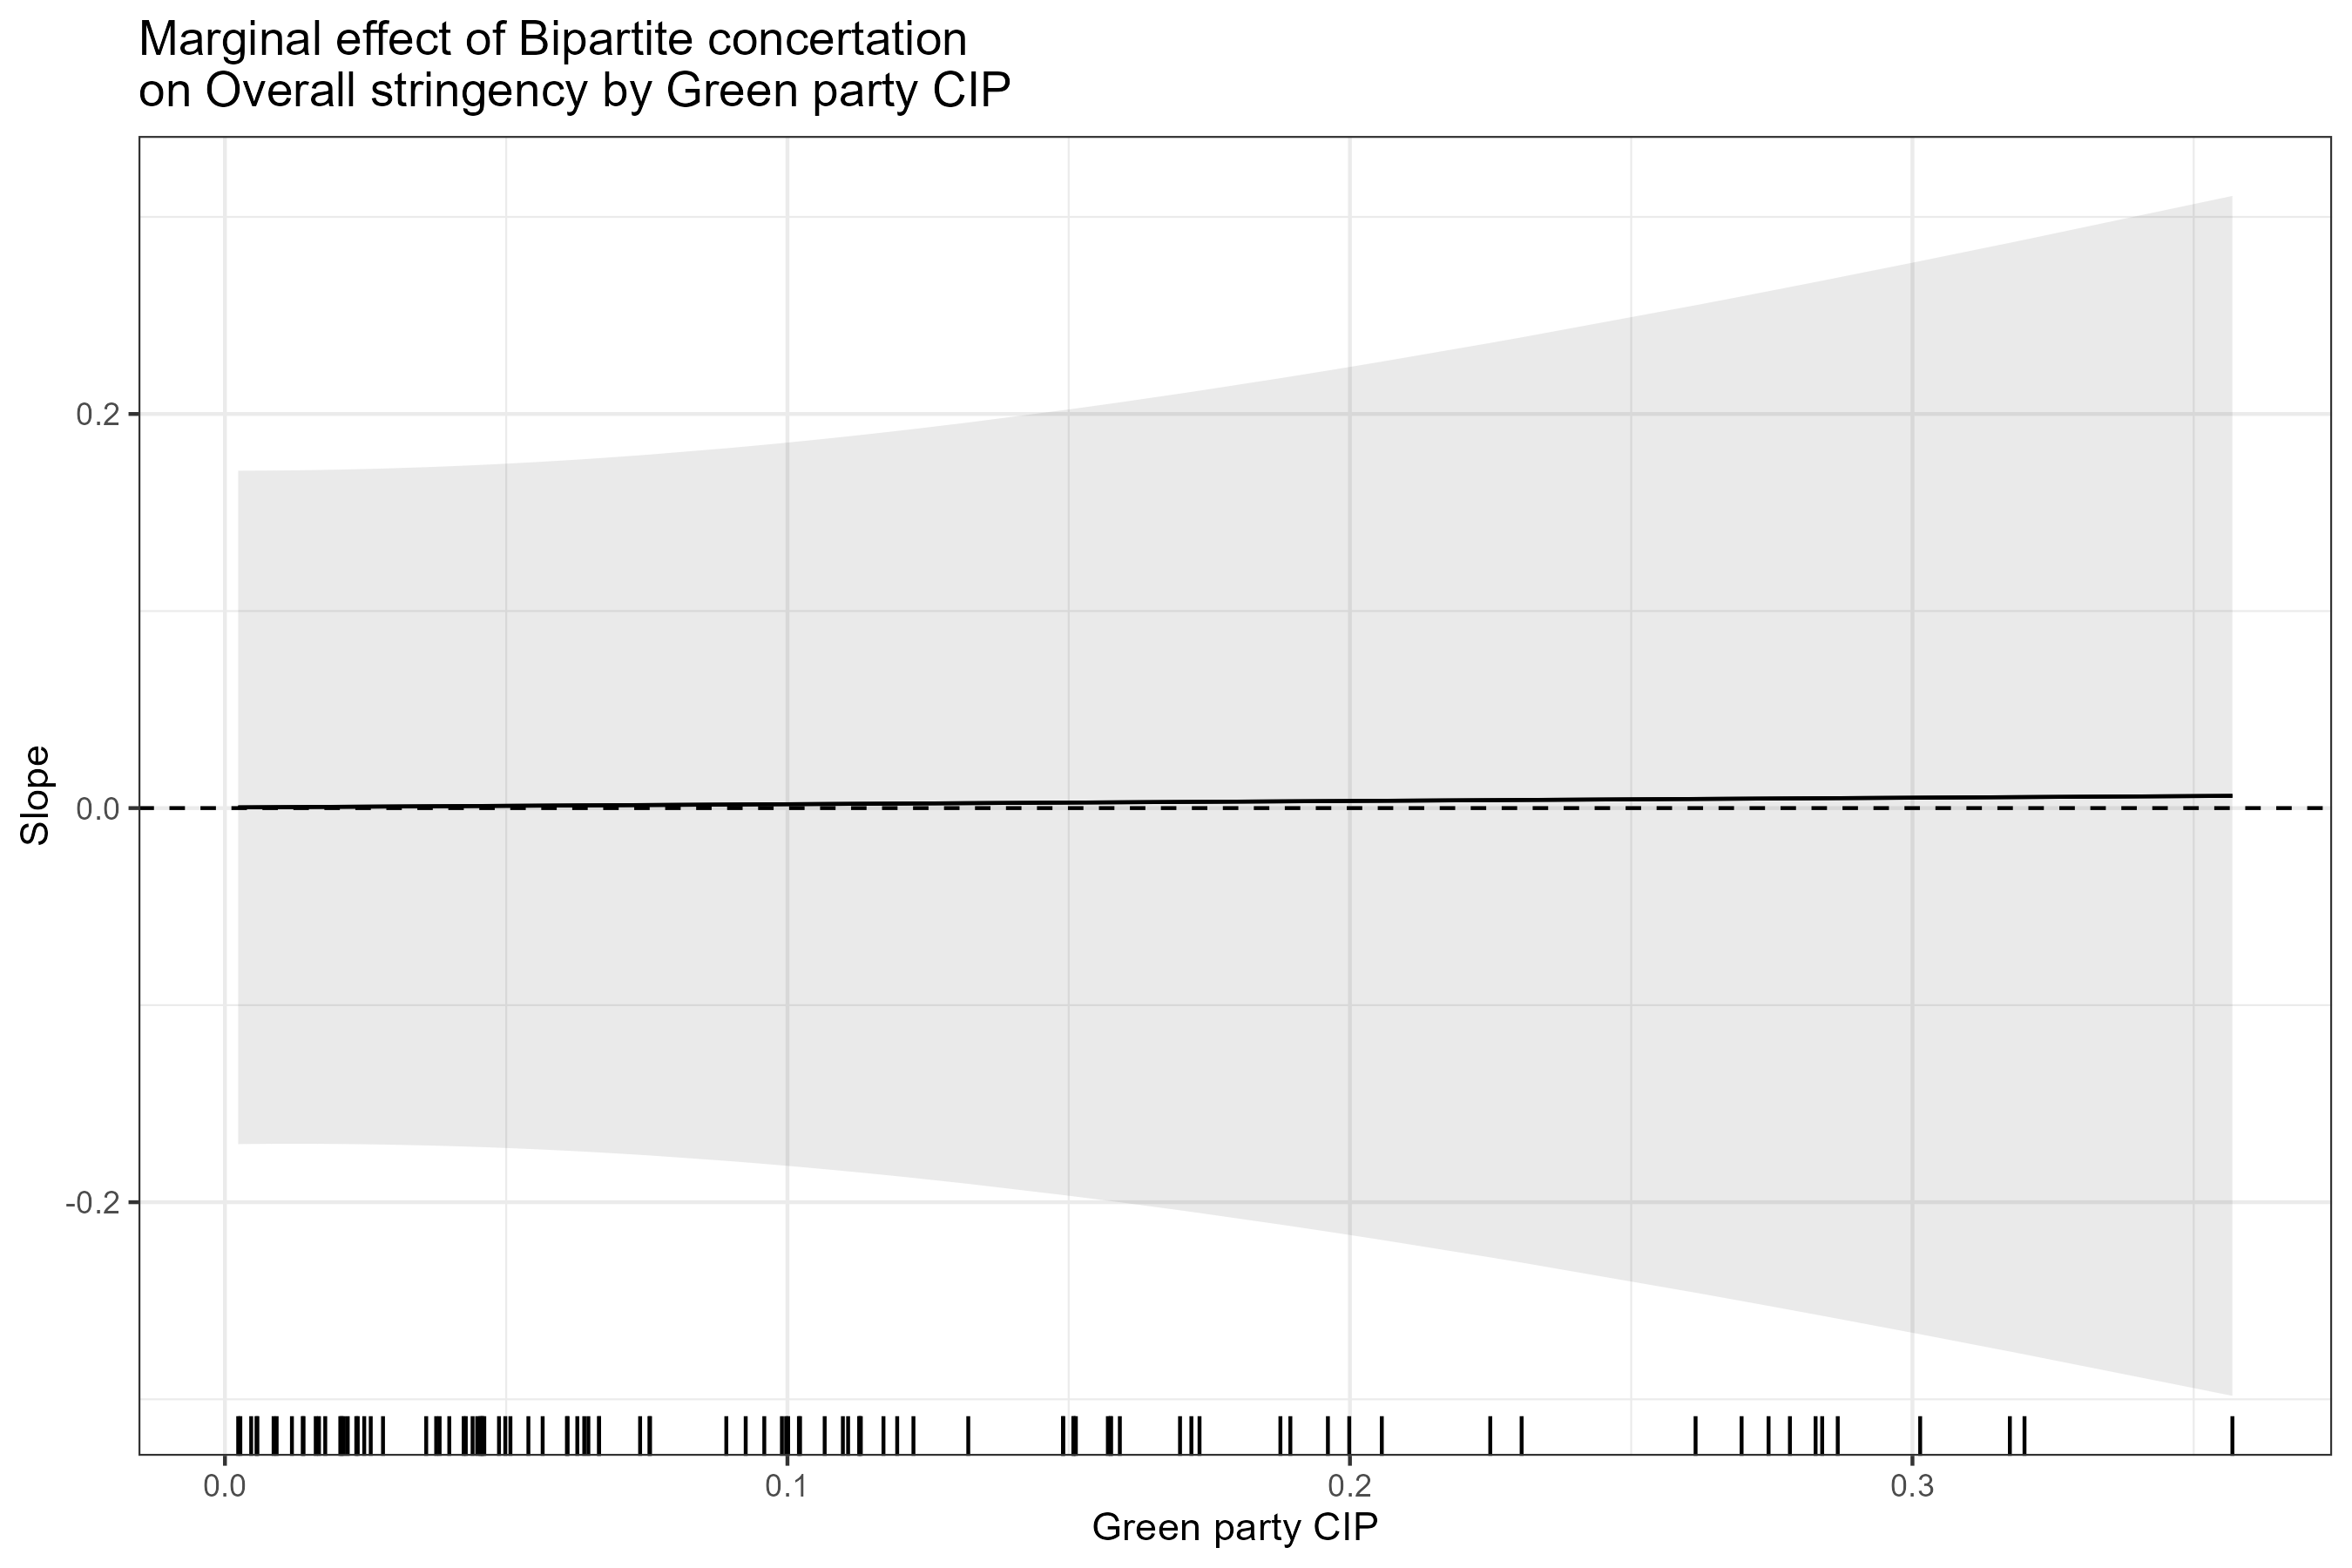 Marginal effect of Bipartite concertation
on Overall stringency by Green party CIP
Slope
0.2
0.0
-0.2
0.0
0.1
0.2
0.3
Green party CIP